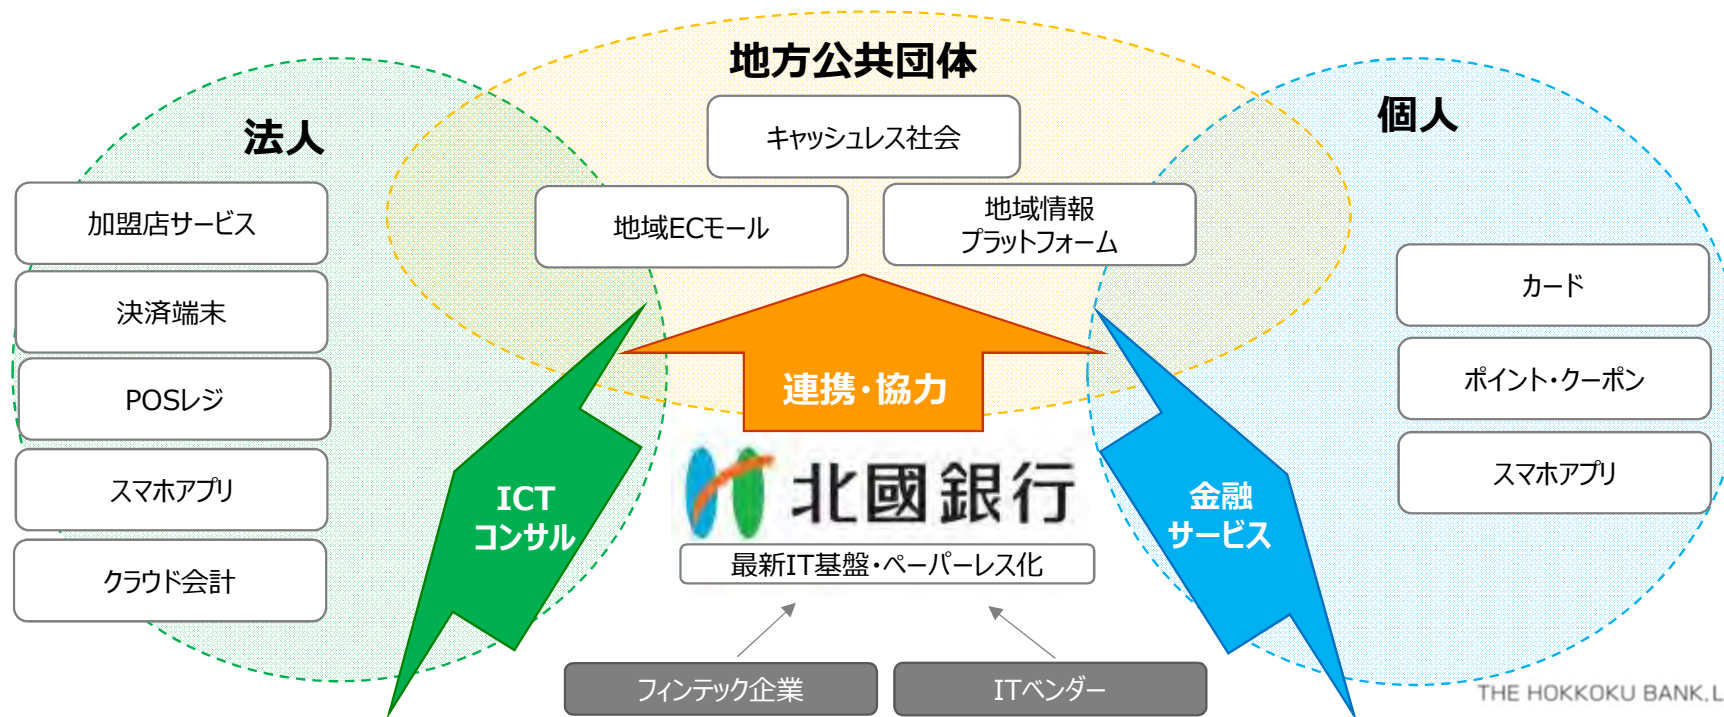 地方公共団体
法人
個人
キャッシュレス社会
地域ECモール
地域情報
プラットフォーム
加盟店サービス
決済端末
POSレジ
スマホアプリ
クラウド会計
カード
ポイント・クーポン
スマホアプリ
連携・協力
ICT
コンサル
北國銀行
金融
サービス
最新IT基盤・ペーパーレス化
フィンテック企業
ITベンダー
THE HOKKOKU BANK,L